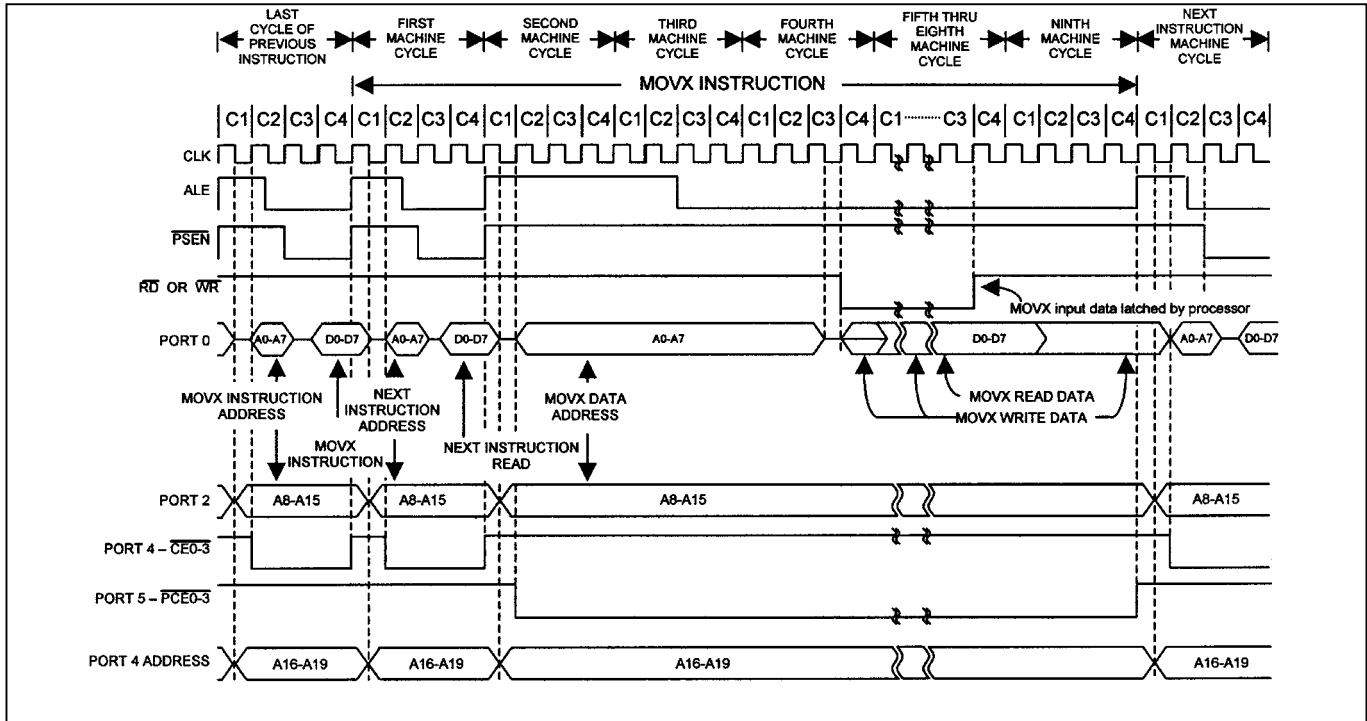 LAST CYCLE OF PREVIOUS INSTRUCTION
FIRST MACHINE CYCLE
SECOND MACHINE CYCLE
THIRD MACHINE CYCLE
FOURTH MACHINE CYCLE
FIFTH THRU EIGHTH MACHINE CYCLE
NINTH MACHINE CYCLE
NEXT INSTRUCTION MACHINE CYCLE
MOVX INSTRUCTION
C1 C2 C3 C4 C1 C2 C3 C4 C1 C2 C3 C4 C1 C2 C3 C4 C1 C2 C3 C4 C1 C3 C4 C1 C2 C3 C4 C1 C2 C3 C4
CLK
ALE
PSEN
RD OR WR
MOVX input data latched by processor
PORT 0 A0-A7 D0-D7 A0-A7 D0-D7 A0-A7 D0-D7 A0-A7 D0-D7
MOVX INSTRUCTION ADDRESS
NEXT INSTRUCTION ADDRESS
MOVX DATA ADDRESS
MOVX READ DATA
MOVX WRITE DATA
MOVX INSTRUCTION
NEXT INSTRUCTION READ
PORT 2 A8-A15 A8-A15 A8-A15 A8-A15
PORT 4 – CE0-3
PORT 5 – PCE0-3
PORT 4 ADDRESS A16-A19 A16-A19 A16-A19 A16-A19